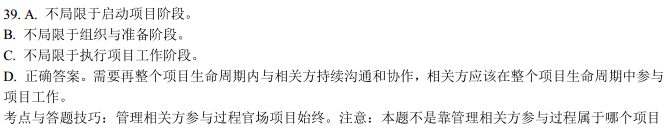 39. A. 不局限于启动项目阶段。
B. 不局限于组织与准备阶段。
C. 不局限于执行项目工作阶段。
D. 正确答案。需要再整个项目生命周期内与相关方持续沟通和协作，相关方应该在整个项目生命周期中参与
项目工作。
考点与答题技巧：管理相关方参与过程官场项目始终。注意：本题不是靠管理相关方参与过程属于哪个项目